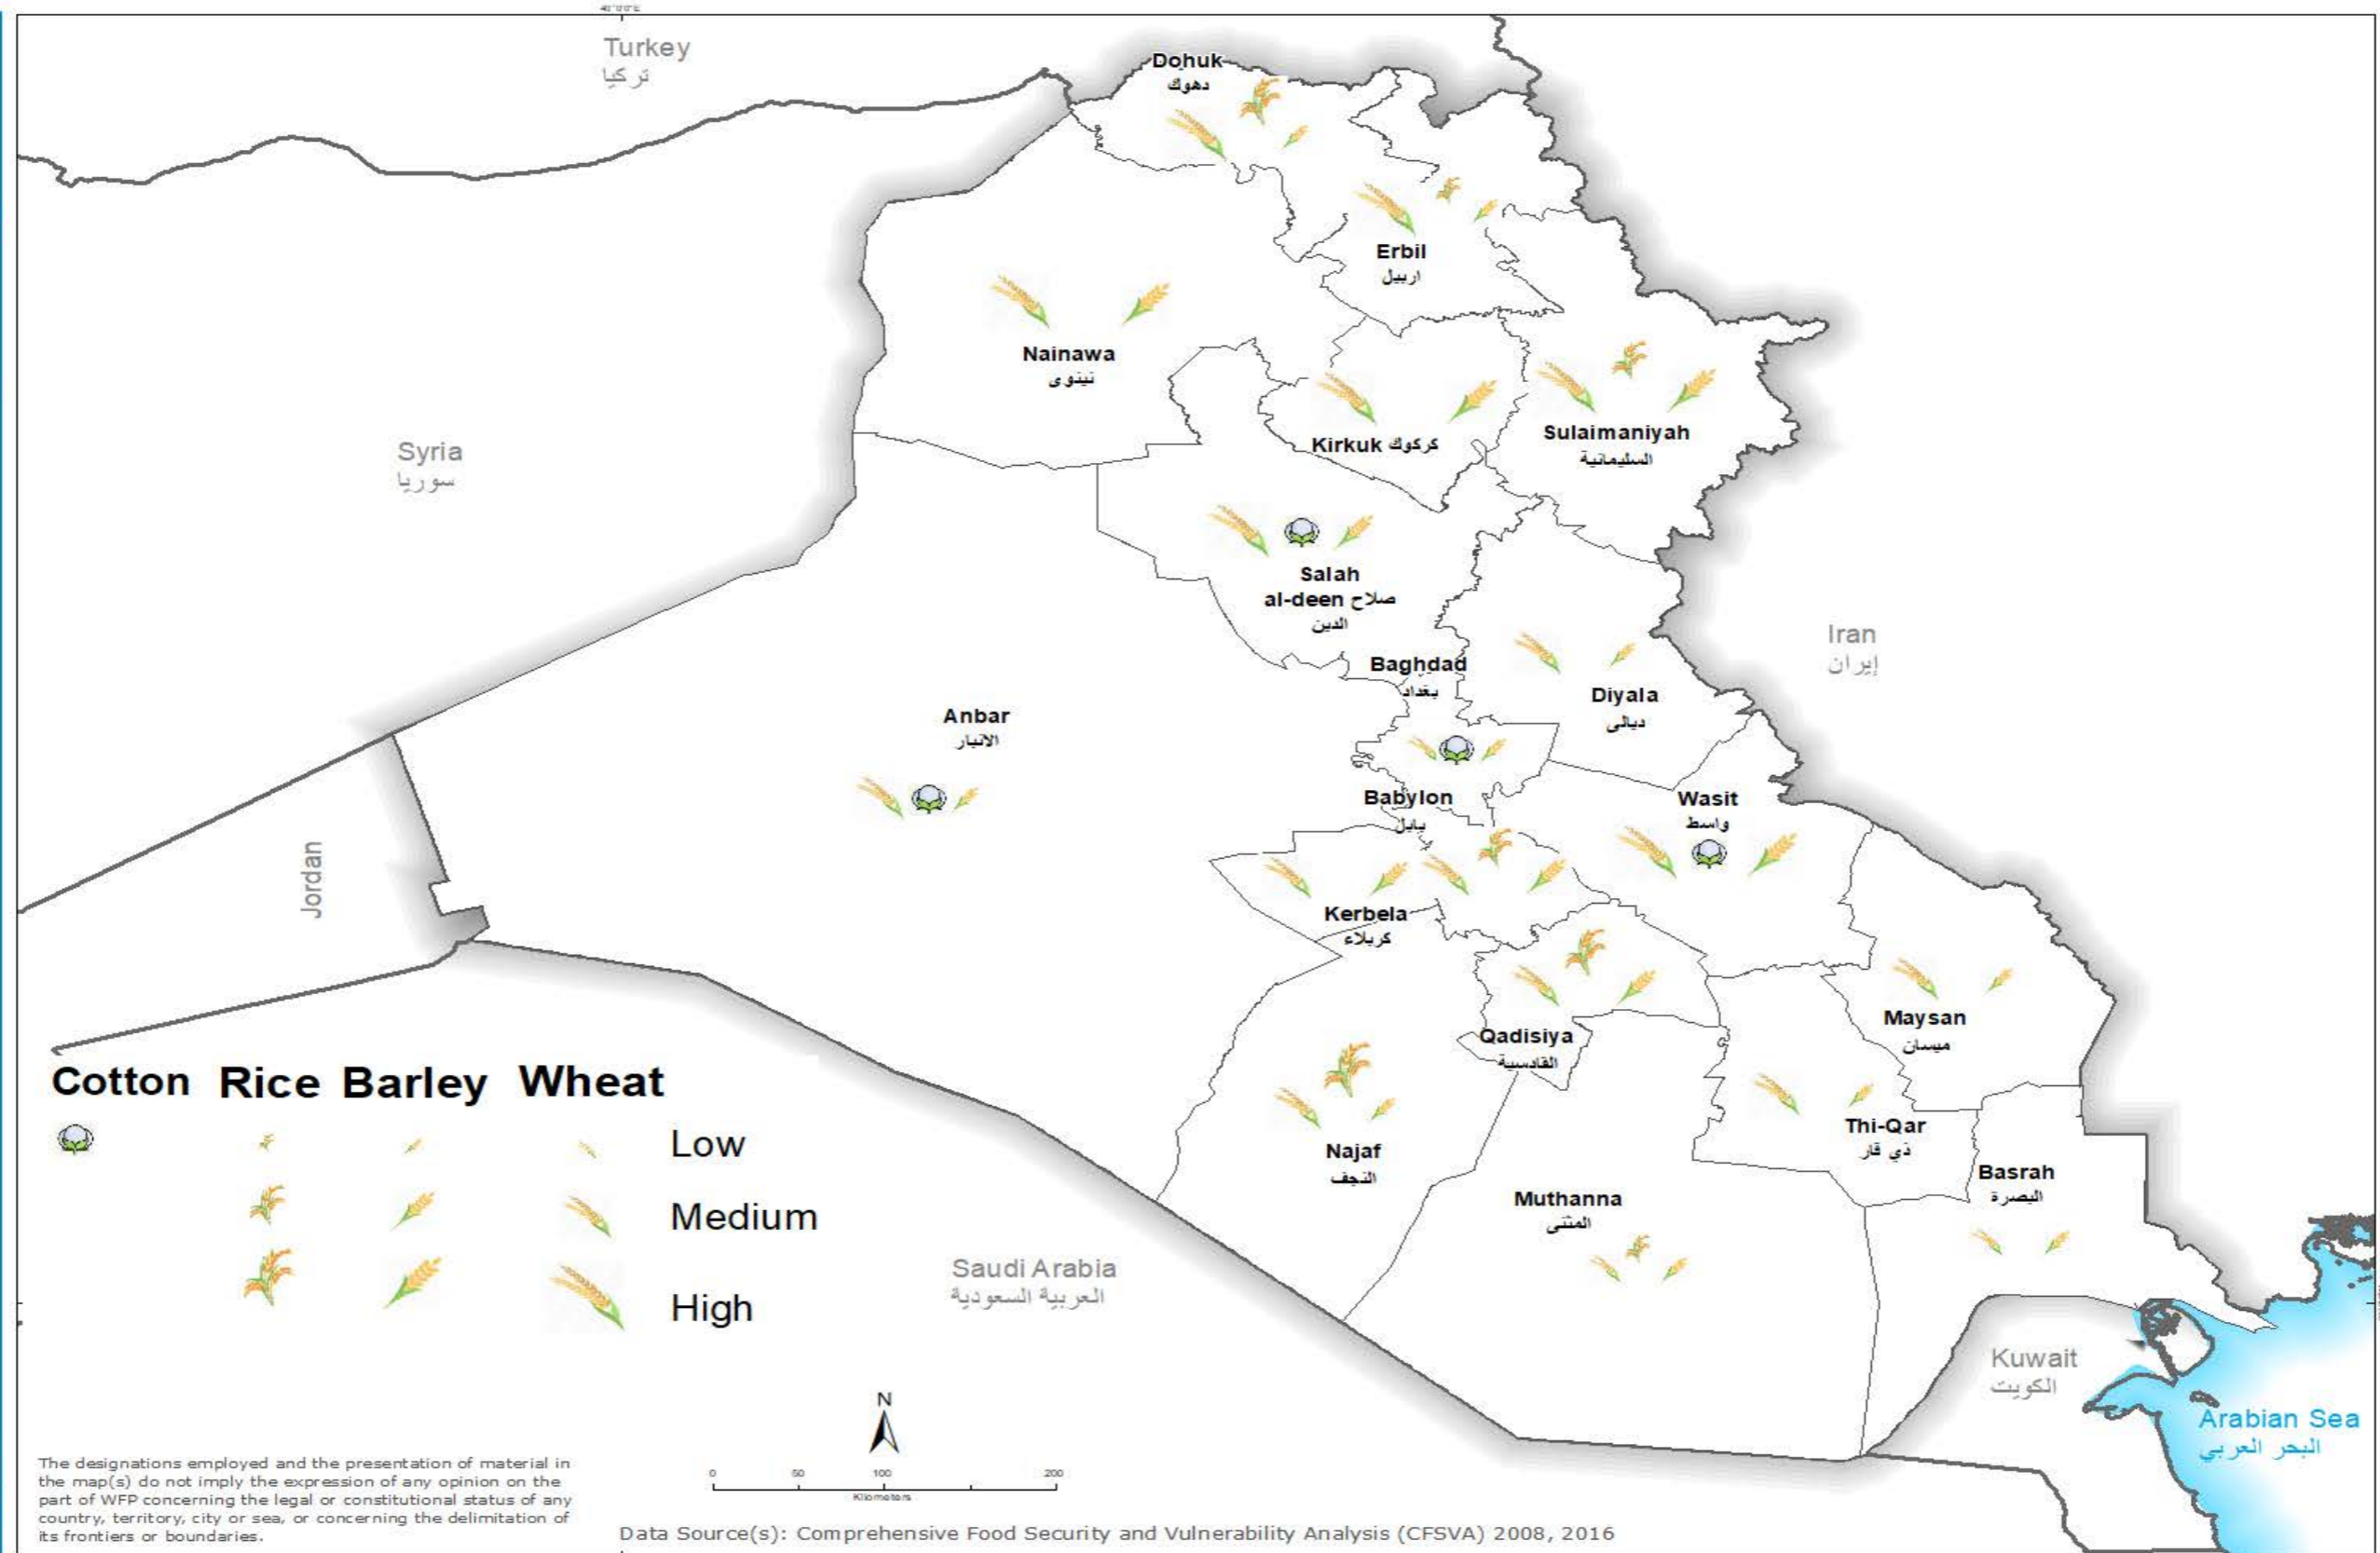 40°0'0"E
Turkey
تركيا
Dohuk
دهوك
Erbil
اربيل
Nainawa
نينوى
Kirkuk كركوك
Sulaimaniyah
السليمانية
Syria
سوريا
Salah
al-deen صلاح
الدين
Iran
إيران
Baghdad
بغداد
Diyala
ديالى
Anbar
الانبار
Babylon
بابل
Wasit
واسط
Jordan
Kerbela
كربلاء
Maysan
ميسان
Qadisiya
القادسية
Cotton Rice Barley Wheat
Low
Medium
High
Najaf
النجف
Thi-Qar
ذي قار
Basrah
البصرة
Muthanna
المثنى
Saudi Arabia
العربية السعودية
Kuwait
الكويت
Arabian Sea
البحر العربي
N
0 50 100 200
Kilometers
The designations employed and the presentation of material in
the map(s) do not imply the expression of any opinion on the
part of WFP concerning the legal or constitutional status of any
country, territory, city or sea, or concerning the delimitation of
its frontiers or boundaries.
Data Source(s): Comprehensive Food Security and Vulnerability Analysis (CFSVA) 2008, 2016